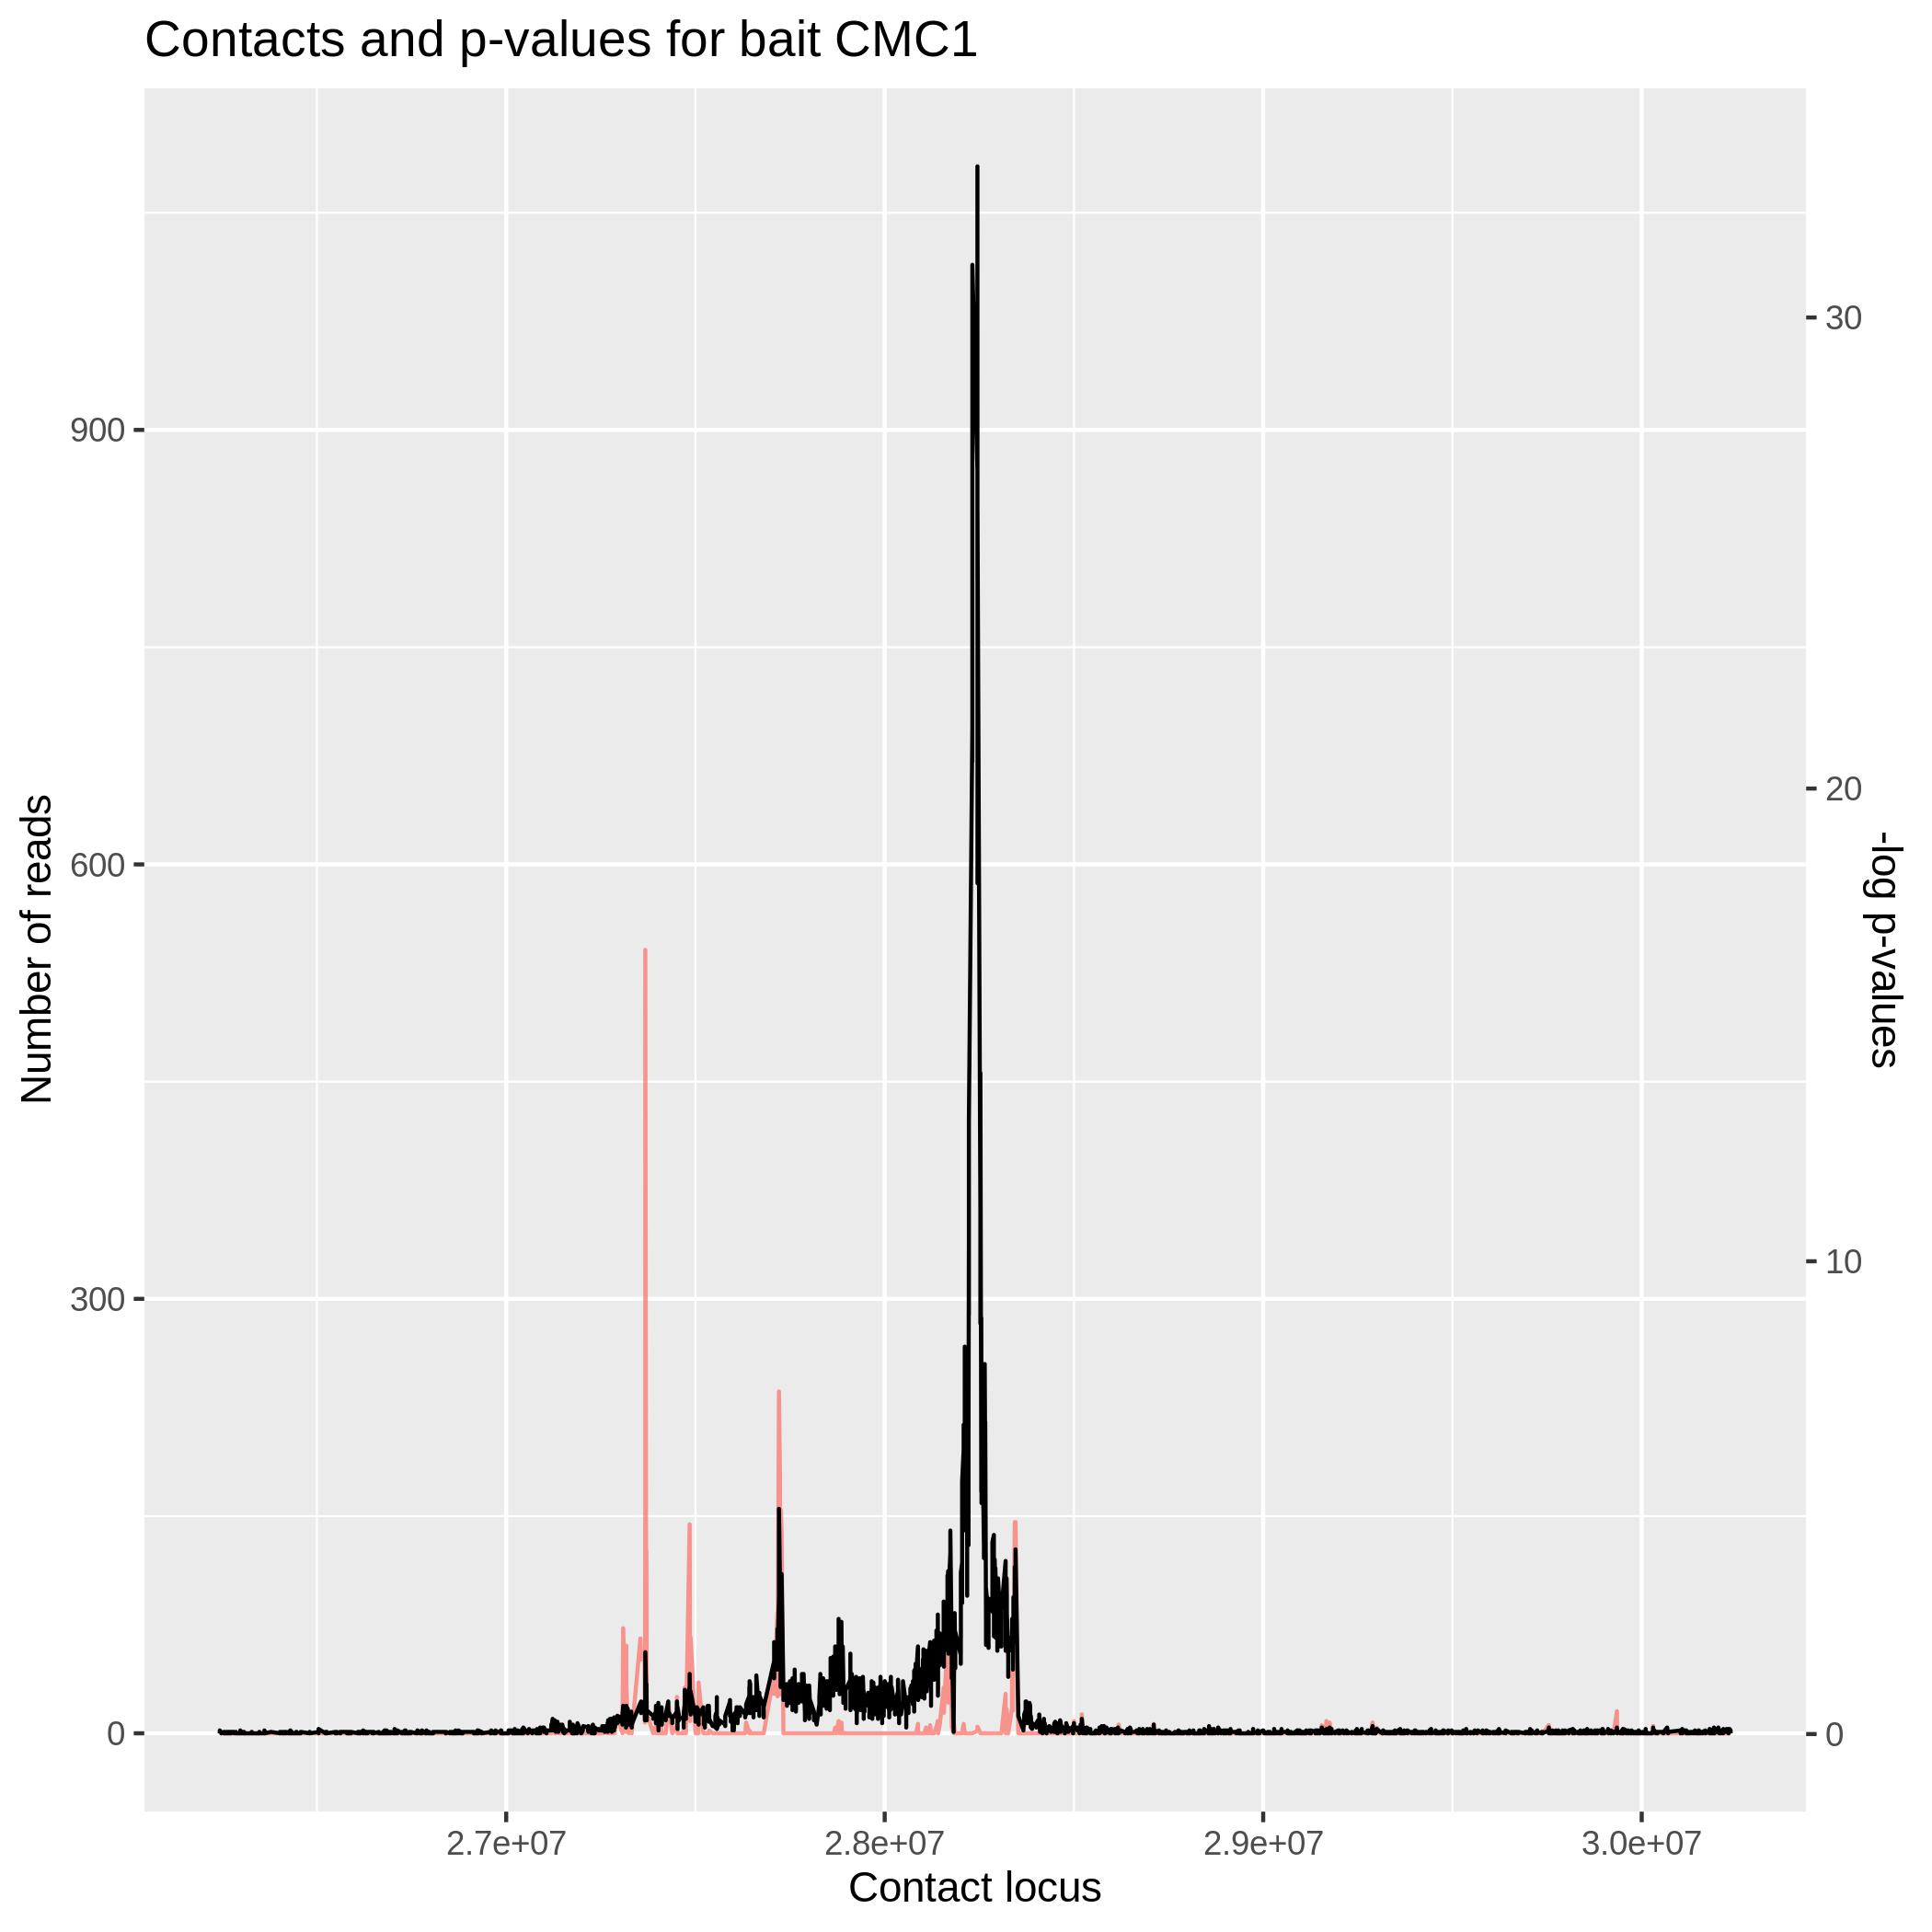 Contacts and p-values for bait CMC1
Number of reads
900
600
300
0
30
20
10
0
-log p-values
2.7e+07
2.8e+07
2.9e+07
3.0e+07
Contact locus